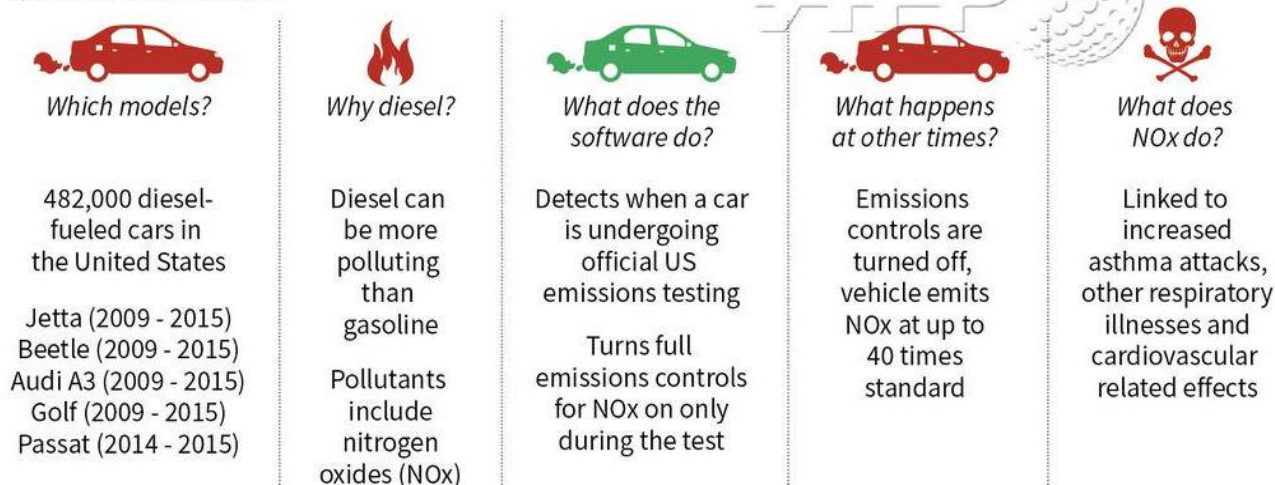 Which models?
482,000 diesel-
fueled cars in
the United States
Jetta (2009 - 2015)
Beetle (2009 - 2015)
Audi A3 (2009 - 2015)
Golf (2009 - 2015)
Passat (2014 - 2015)
Why diesel?
Diesel can
be more
polluting
than
gasoline
Pollutants
include
nitrogen
oxides (NOx)
What does the
software do?
Detects when a car
is undergoing
official US
emissions testing
Turns full
emissions controls
for NOx on only
during the test
What happens
at other times?
Emissions
controls are
turned off,
vehicle emits
NOx at up to
40 times
standard
What does
NOx do?
Linked to
increased
asthma attacks,
other respiratory
illnesses and
cardiovascular
related effects